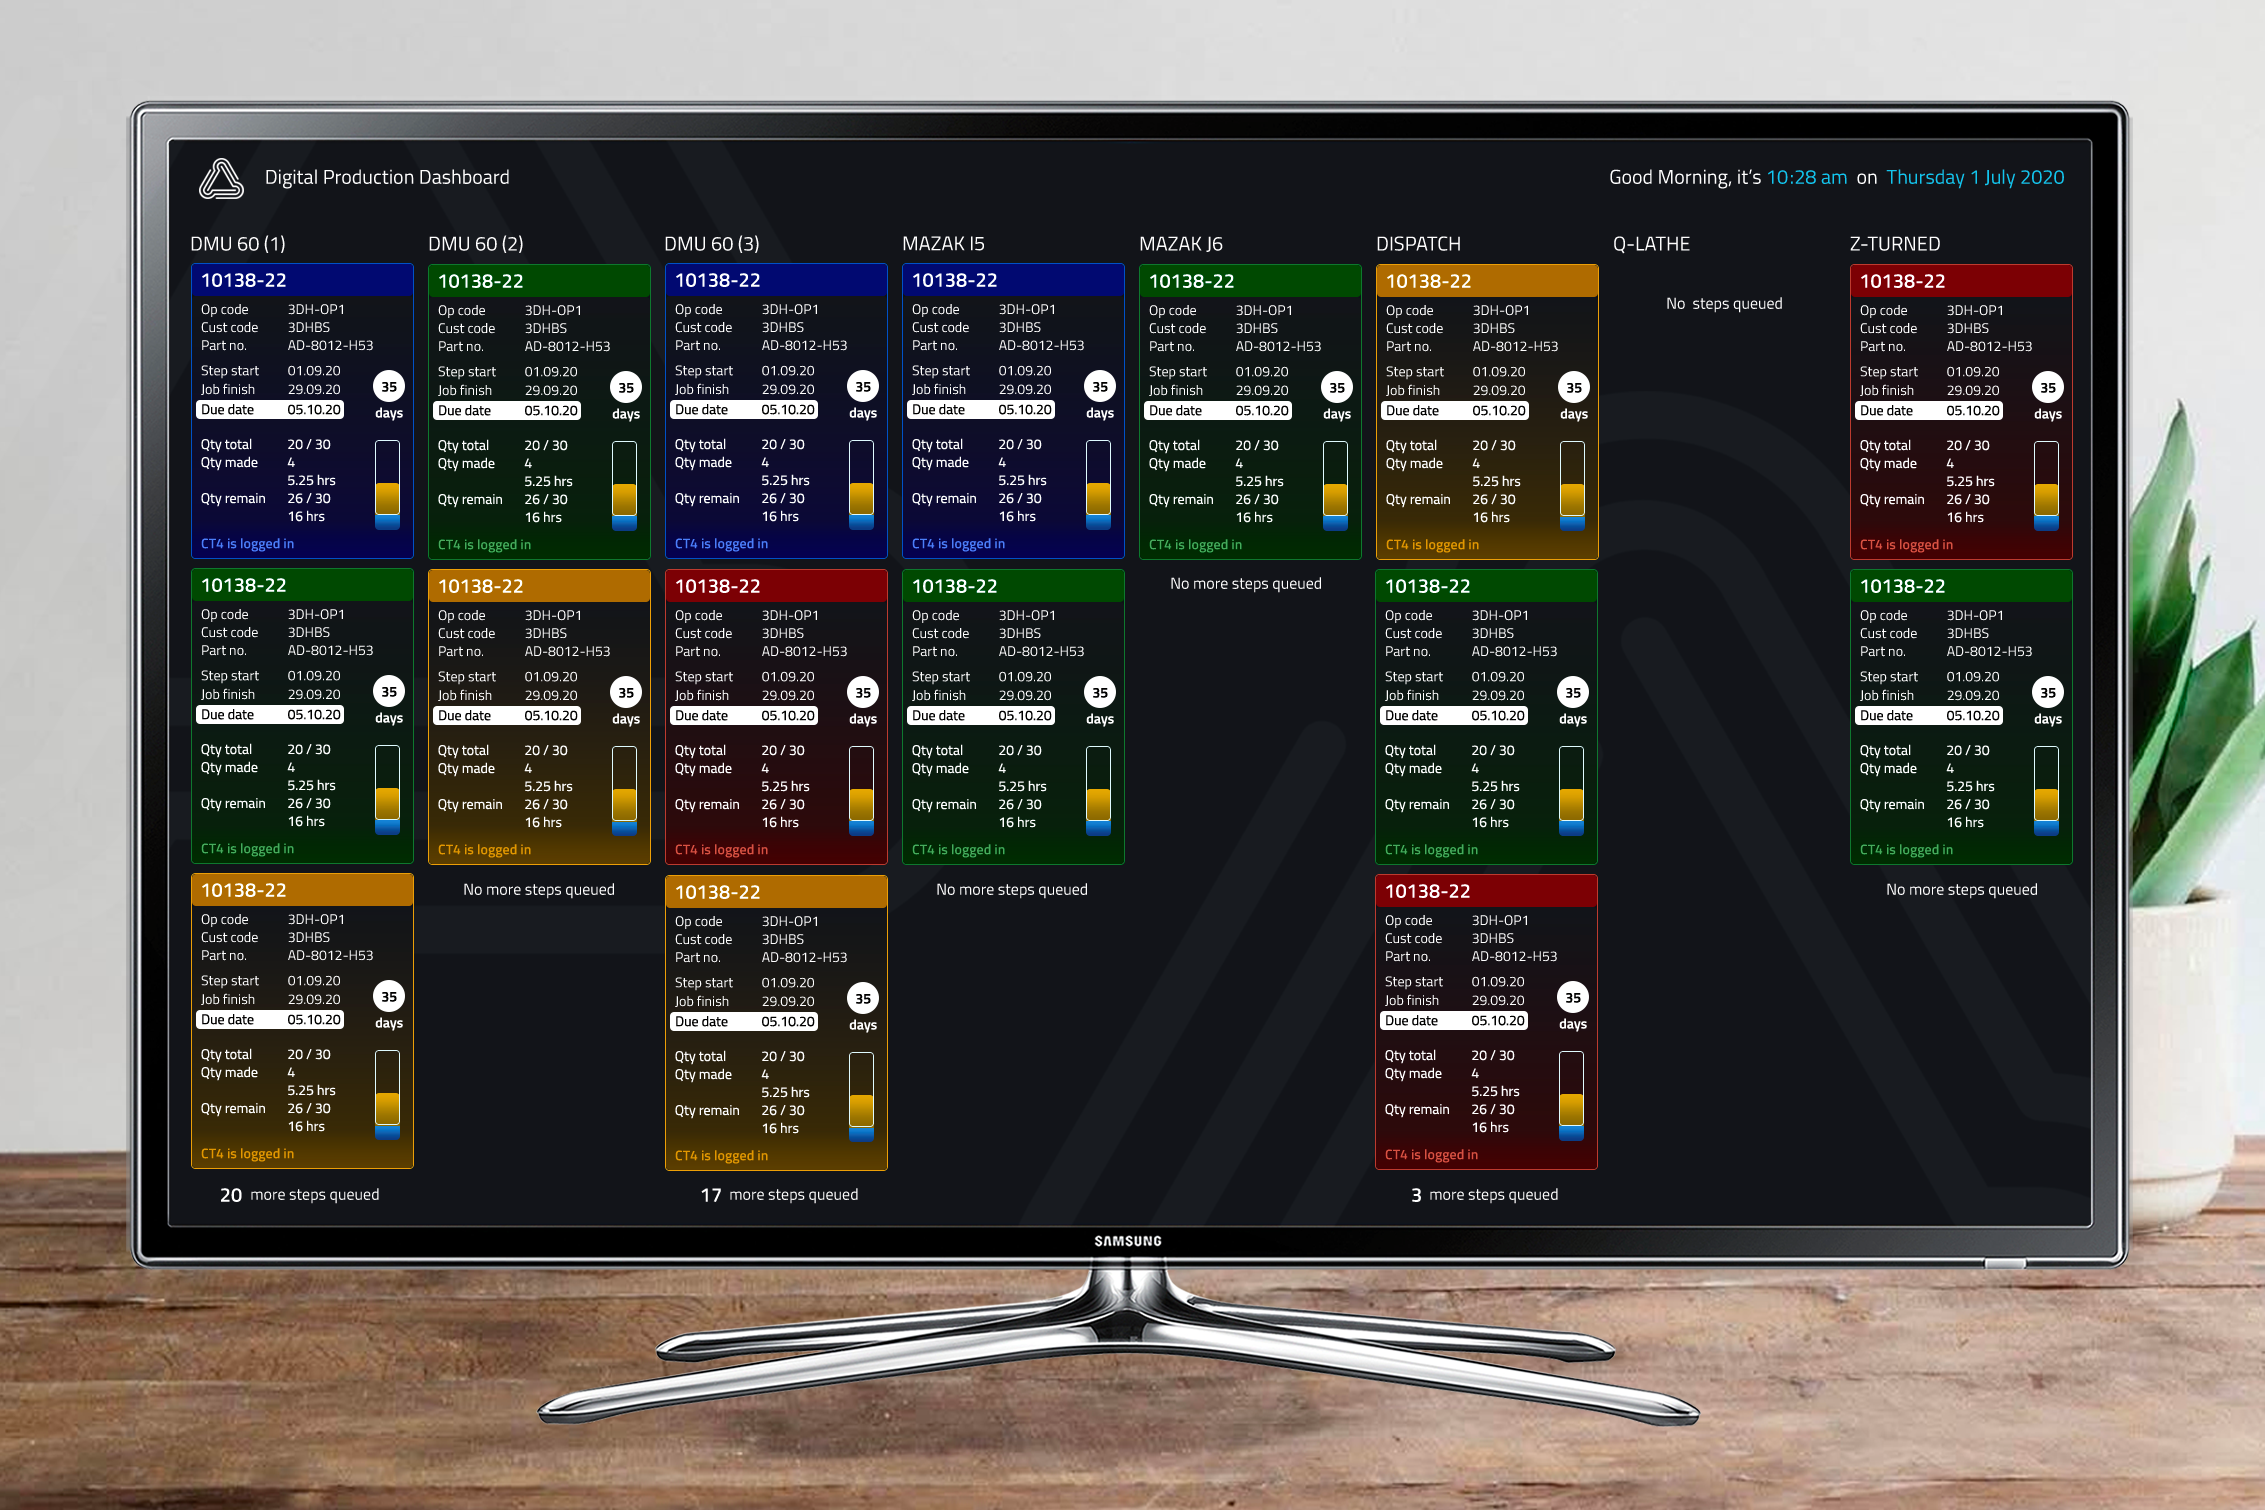 Digital Production Dashboard
Good Morning, it's 10:28 am on Thursday 1 July 2020
DMU 60 (1)
10138-22
Op code 3DH-OP1
Cust code 3DHBS
Part no. AD-8012-H53
Step start 01.09.20
Job finish 29.09.20
35
Due date 05.10.20
days
Qty total 20 / 30
Qty made 4
5.25 hrs
Qty remain 26 / 30
16 hrs
CT4 is logged in
10138-22
Op code 3DH-OP1
Cust code 3DHBS
Part no. AD-8012-H53
Step start 01.09.20
Job finish 29.09.20
35
Due date 05.10.20
days
Qty total 20 / 30
Qty made 4
5.25 hrs
Qty remain 26 / 30
16 hrs
CT4 is logged in
10138-22
Op code 3DH-OP1
Cust code 3DHBS
Part no. AD-8012-H53
Step start 01.09.20
Job finish 29.09.20
35
Due date 05.10.20
days
Qty total 20 / 30
Qty made 4
5.25 hrs
Qty remain 26 / 30
16 hrs
CT4 is logged in
20 more steps queued
DMU 60 (2)
10138-22
Op code 3DH-OP1
Cust code 3DHBS
Part no. AD-8012-H53
Step start 01.09.20
Job finish 29.09.20
35
Due date 05.10.20
days
Qty total 20 / 30
Qty made 4
5.25 hrs
Qty remain 26 / 30
16 hrs
CT4 is logged in
10138-22
Op code 3DH-OP1
Cust code 3DHBS
Part no. AD-8012-H53
Step start 01.09.20
Job finish 29.09.20
35
Due date 05.10.20
days
Qty total 20 / 30
Qty made 4
5.25 hrs
Qty remain 26 / 30
16 hrs
CT4 is logged in
No more steps queued
DMU 60 (3)
10138-22
Op code 3DH-OP1
Cust code 3DHBS
Part no. AD-8012-H53
Step start 01.09.20
Job finish 29.09.20
35
Due date 05.10.20
days
Qty total 20 / 30
Qty made 4
5.25 hrs
Qty remain 26 / 30
16 hrs
CT4 is logged in
10138-22
Op code 3DH-OP1
Cust code 3DHBS
Part no. AD-8012-H53
Step start 01.09.20
Job finish 29.09.20
35
Due date 05.10.20
days
Qty total 20 / 30
Qty made 4
5.25 hrs
Qty remain 26 / 30
16 hrs
CT4 is logged in
10138-22
Op code 3DH-OP1
Cust code 3DHBS
Part no. AD-8012-H53
Step start 01.09.20
Job finish 29.09.20
35
Due date 05.10.20
days
Qty total 20 / 30
Qty made 4
5.25 hrs
Qty remain 26 / 30
16 hrs
CT4 is logged in
17 more steps queued
MAZAK I5
10138-22
Op code 3DH-OP1
Cust code 3DHBS
Part no. AD-8012-H53
Step start 01.09.20
Job finish 29.09.20
35
Due date 05.10.20
days
Qty total 20 / 30
Qty made 4
5.25 hrs
Qty remain 26 / 30
16 hrs
CT4 is logged in
10138-22
Op code 3DH-OP1
Cust code 3DHBS
Part no. AD-8012-H53
Step start 01.09.20
Job finish 29.09.20
35
Due date 05.10.20
days
Qty total 20 / 30
Qty made 4
5.25 hrs
Qty remain 26 / 30
16 hrs
CT4 is logged in
No more steps queued
MAZAK J6
10138-22
Op code 3DH-OP1
Cust code 3DHBS
Part no. AD-8012-H53
Step start 01.09.20
Job finish 29.09.20
35
Due date 05.10.20
days
Qty total 20 / 30
Qty made 4
5.25 hrs
Qty remain 26 / 30
16 hrs
CT4 is logged in
No more steps queued
DISPATCH
10138-22
Op code 3DH-OP1
Cust code 3DHBS
Part no. AD-8012-H53
Step start 01.09.20
Job finish 29.09.20
35
Due date 05.10.20
days
Qty total 20 / 30
Qty made 4
5.25 hrs
Qty remain 26 / 30
16 hrs
CT4 is logged in
10138-22
Op code 3DH-OP1
Cust code 3DHBS
Part no. AD-8012-H53
Step start 01.09.20
Job finish 29.09.20
35
Due date 05.10.20
days
Qty total 20 / 30
Qty made 4
5.25 hrs
Qty remain 26 / 30
16 hrs
CT4 is logged in
10138-22
Op code 3DH-OP1
Cust code 3DHBS
Part no. AD-8012-H53
Step start 01.09.20
Job finish 29.09.20
35
Due date 05.10.20
days
Qty total 20 / 30
Qty made 4
5.25 hrs
Qty remain 26 / 30
16 hrs
CT4 is logged in
3 more steps queued
Q-LATHE
No steps queued
Z-TURNED
10138-22
Op code 3DH-OP1
Cust code 3DHBS
Part no. AD-8012-H53
Step start 01.09.20
Job finish 29.09.20
35
Due date 05.10.20
days
Qty total 20 / 30
Qty made 4
5.25 hrs
Qty remain 26 / 30
16 hrs
CT4 is logged in
10138-22
Op code 3DH-OP1
Cust code 3DHBS
Part no. AD-8012-H53
Step start 01.09.20
Job finish 29.09.20
35
Due date 05.10.20
days
Qty total 20 / 30
Qty made 4
5.25 hrs
Qty remain 26 / 30
16 hrs
CT4 is logged in
No more steps queued
SAMSUNG